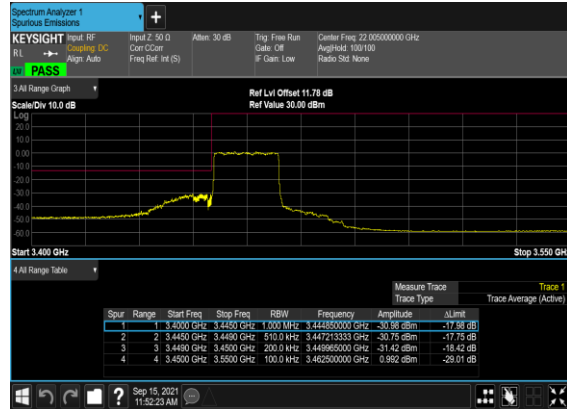 Spectrum Analyzer 1
Spurious Emissions
+
KEYSIGHT Input: RF Input Z: 50 Ω Atten: 30 dB Trig: Free Run Center Freq: 22.005000000 GHz
RL Coupling: DC Corr CCorr Gate: Off Avg|Hold: 100/100
Align: Auto Freq Ref: Int (S) IF Gain: Low Radio Std: None
PASS
3 All Range Graph
Ref Lvl Offset 11.78 dB
Scale/Div 10.0 dB Ref Value 30.00 dBm
Log
20.0
10.0
0.00
-10.0
-20.0
-30.0
-40.0
-50.0
-60.0
Start 3.400 GHz Stop 3.550 GHz
4 All Range Table
Measure Trace Trace 1
Trace Type Trace Average (Active)
Spur Range Start Freq Stop Freq RBW Frequency Amplitude ΔLimit
1 1 3.4000 GHz 3.4450 GHz 1.000 MHz 3.444850000 GHz -30.98 dBm -17.98 dB
2 2 3.4450 GHz 3.4490 GHz 510.0 kHz 3.447213333 GHz -30.75 dBm -17.75 dB
3 3 3.4490 GHz 3.4500 GHz 200.0 kHz 3.449965000 GHz -31.42 dBm -18.42 dB
4 4 3.4500 GHz 3.5500 GHz 100.0 kHz 3.462500000 GHz 0.992 dBm -29.01 dB
? Sep 15, 2021
11:52:23 AM